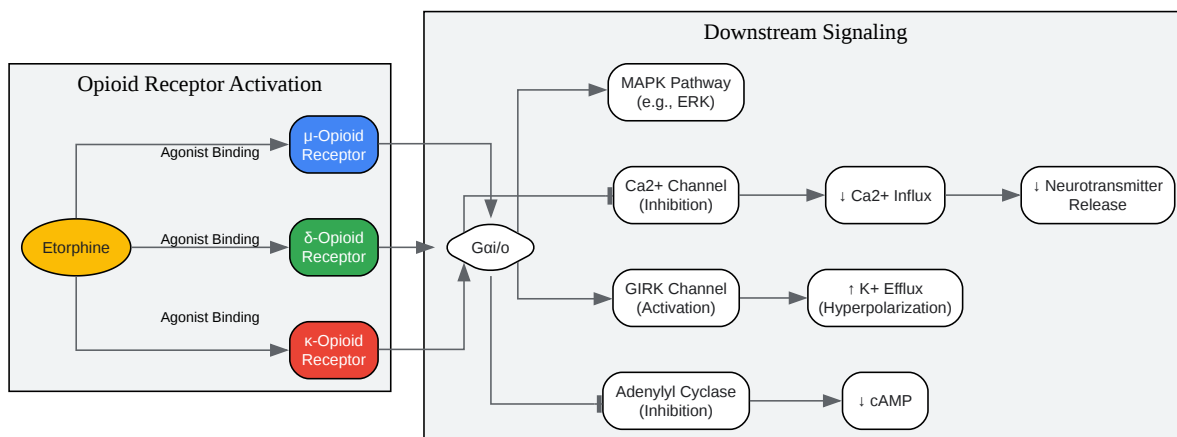 Downstream Signaling
Opioid Receptor Activation
MAPK Pathway
(e.g., ERK)
μ-Opioid
Receptor
Agonist Binding
Ca2+ Channel
(Inhibition)
↓ Ca2+ Influx
↓ Neurotransmitter
Release
Etorphine
Agonist Binding
δ-Opioid
Receptor
Gαi/o
GIRK Channel
(Activation)
↑ K+ Efflux
(Hyperpolarization)
Agonist Binding
κ-Opioid
Receptor
Adenylyl Cyclase
(Inhibition)
↓ cAMP